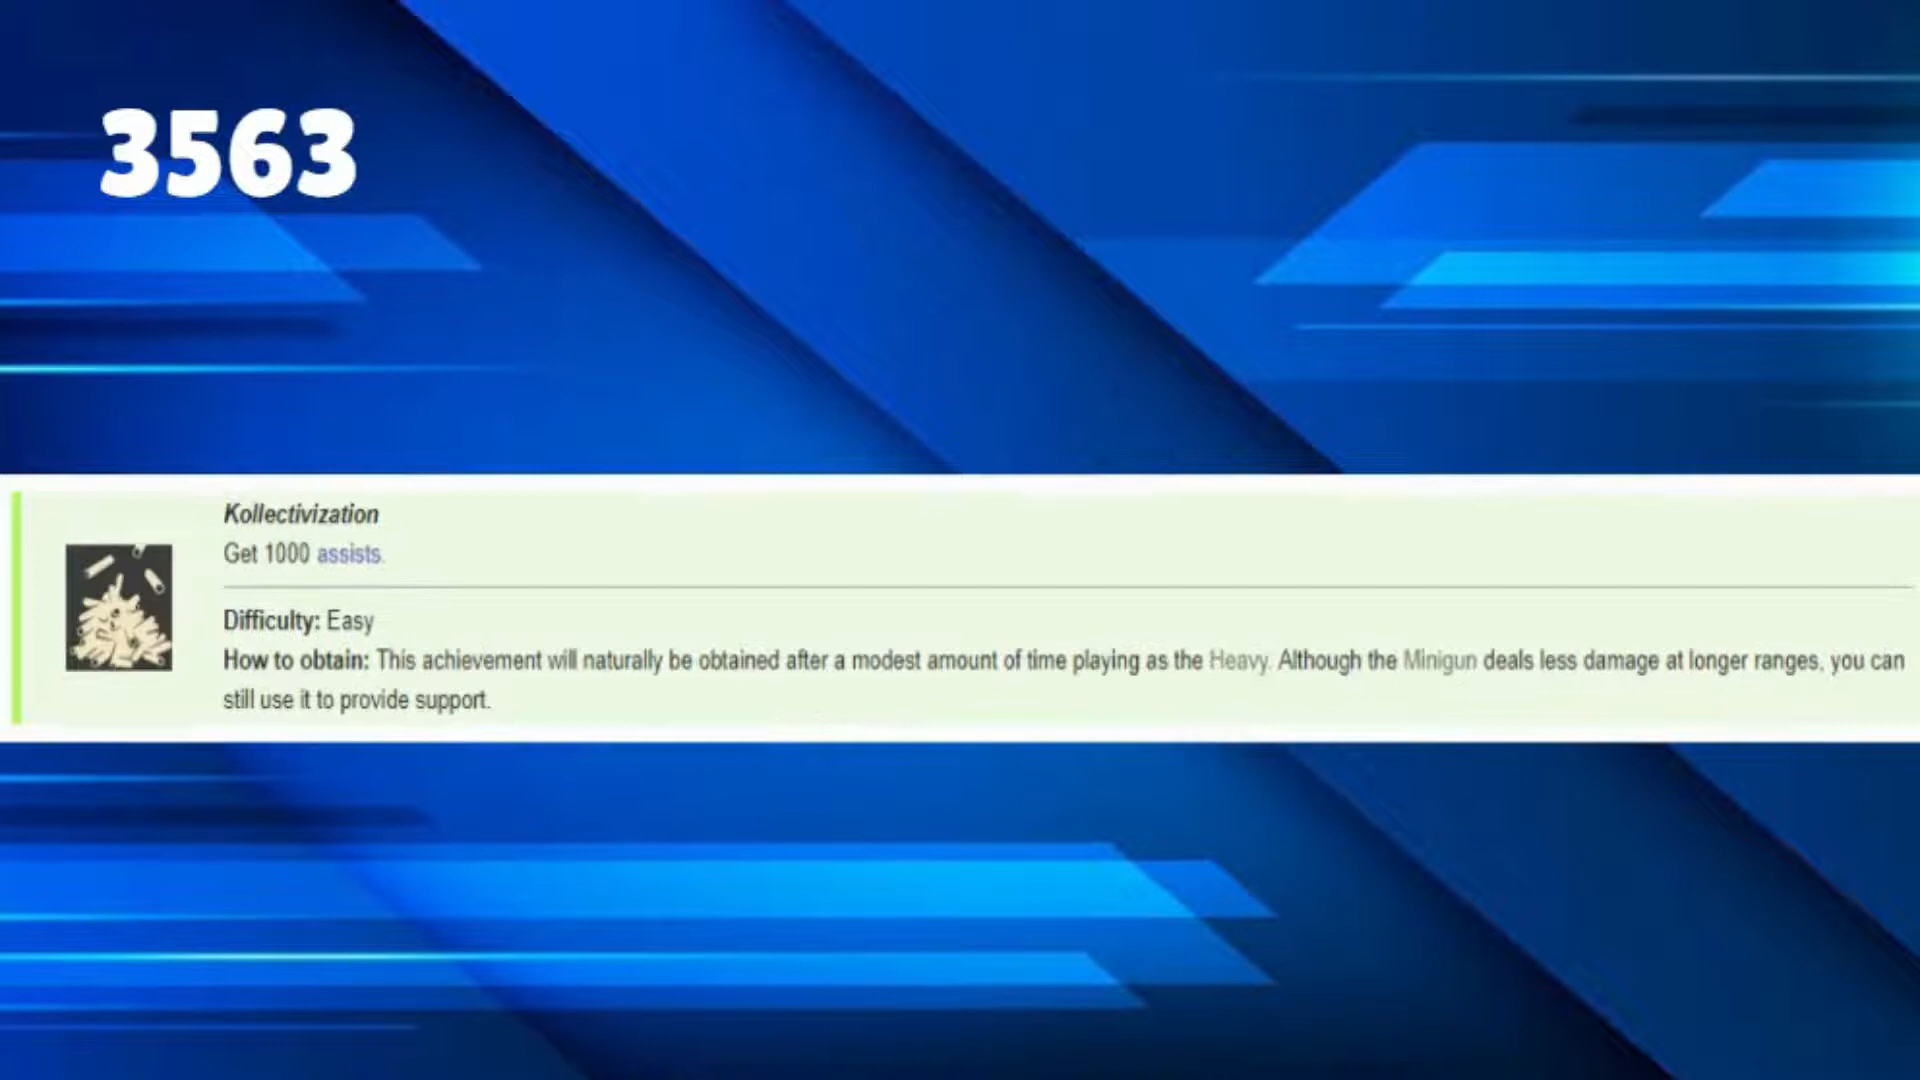 3563
Kollectivization
Get 1000 assists.
Difficulty: Easy
How to obtain: This achievement will naturally be obtained after a modest amount of time playing as the Heavy. Although the Minigun deals less damage at longer ranges, you can
still use it to provide support.